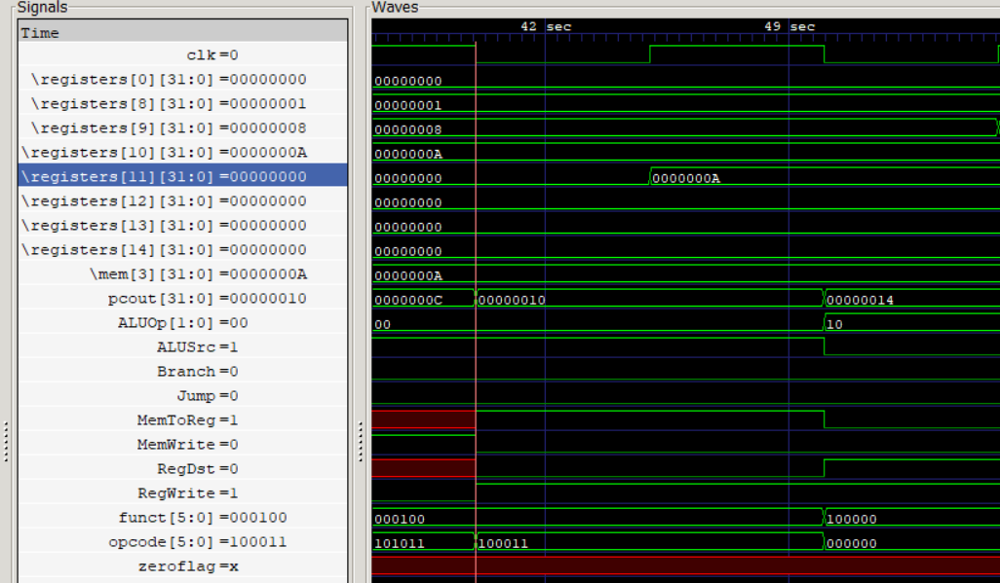 Signals
Time
clk=0
\registers[0][31:0]=00000000
\registers[8][31:0]=00000001
\registers[9][31:0]=00000008
\registers[10][31:0]=0000000A
\registers[11][31:0]=00000000
\registers[12][31:0]=00000000
\registers[13][31:0]=00000000
\registers[14][31:0]=00000000
\mem[3][31:0]=0000000A
pcout[31:0]=00000010
ALUOp[1:0]=00
ALUSrc=1
Branch=0
Jump=0
MemToReg=1
MemWrite=0
RegDst=0
RegWrite=1
funct[5:0]=000100
opcode[5:0]=100011
zeroflag=x
Waves
42 sec 49 sec
00000000
00000001
00000008
0000000A
00000000 0000000A
00000000
00000000
00000000
0000000A
0000000C 00000010 00000014
00 10
000100 100000
101011 100011 000000